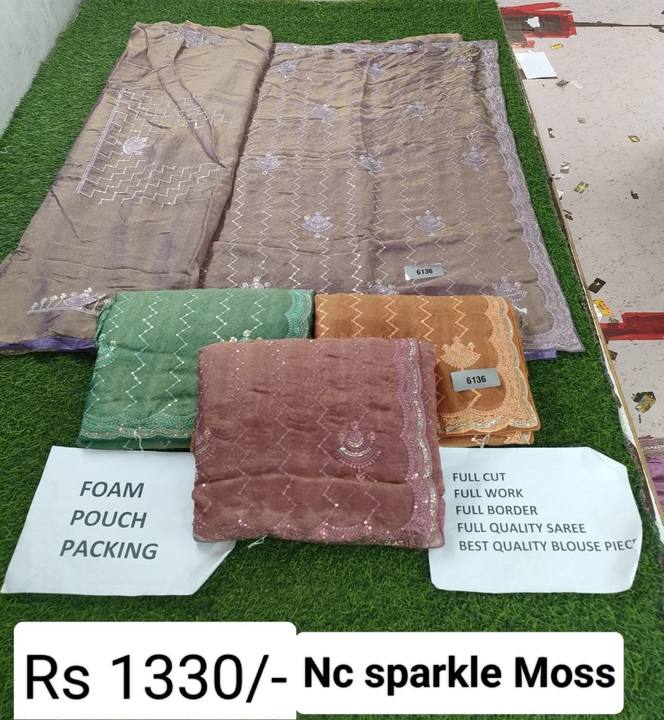 6136
6136
FOAM
POUCH
PACKING
FULL CUT
FULL WORK
FULL BORDER
FULL QUALITY SAREE
BEST QUALITY BLOUSE PIEC
Rs 1330/-
Nc sparkle Moss